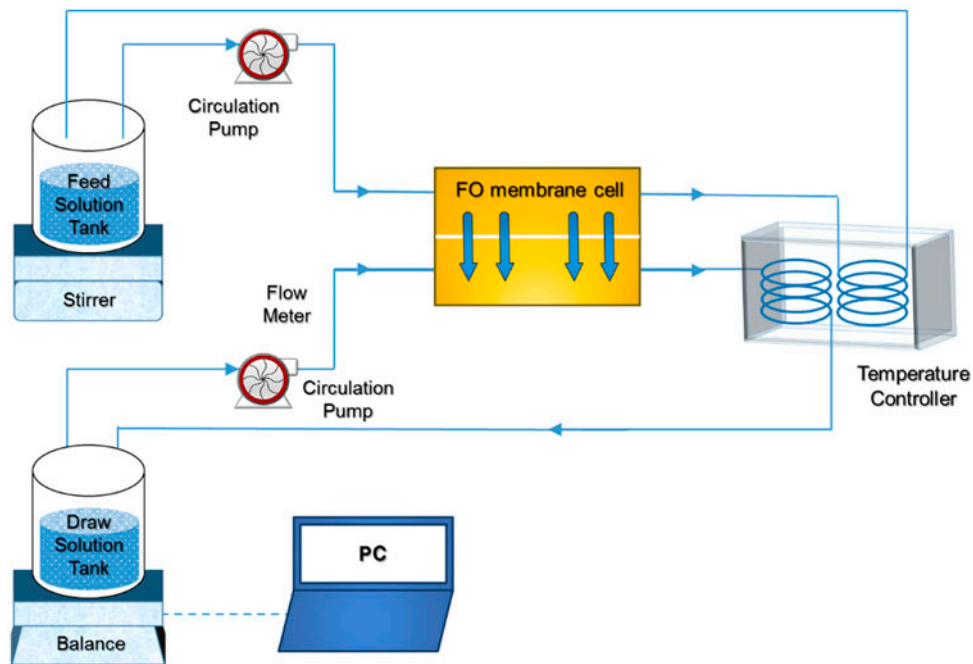 Circulation
Pump
Feed
Solution
Tank
Stirrer
FO membrane cell
Flow
Meter
Temperature
Controller
Circulation
Pump
Draw
Solution
Tank
Balance
PC